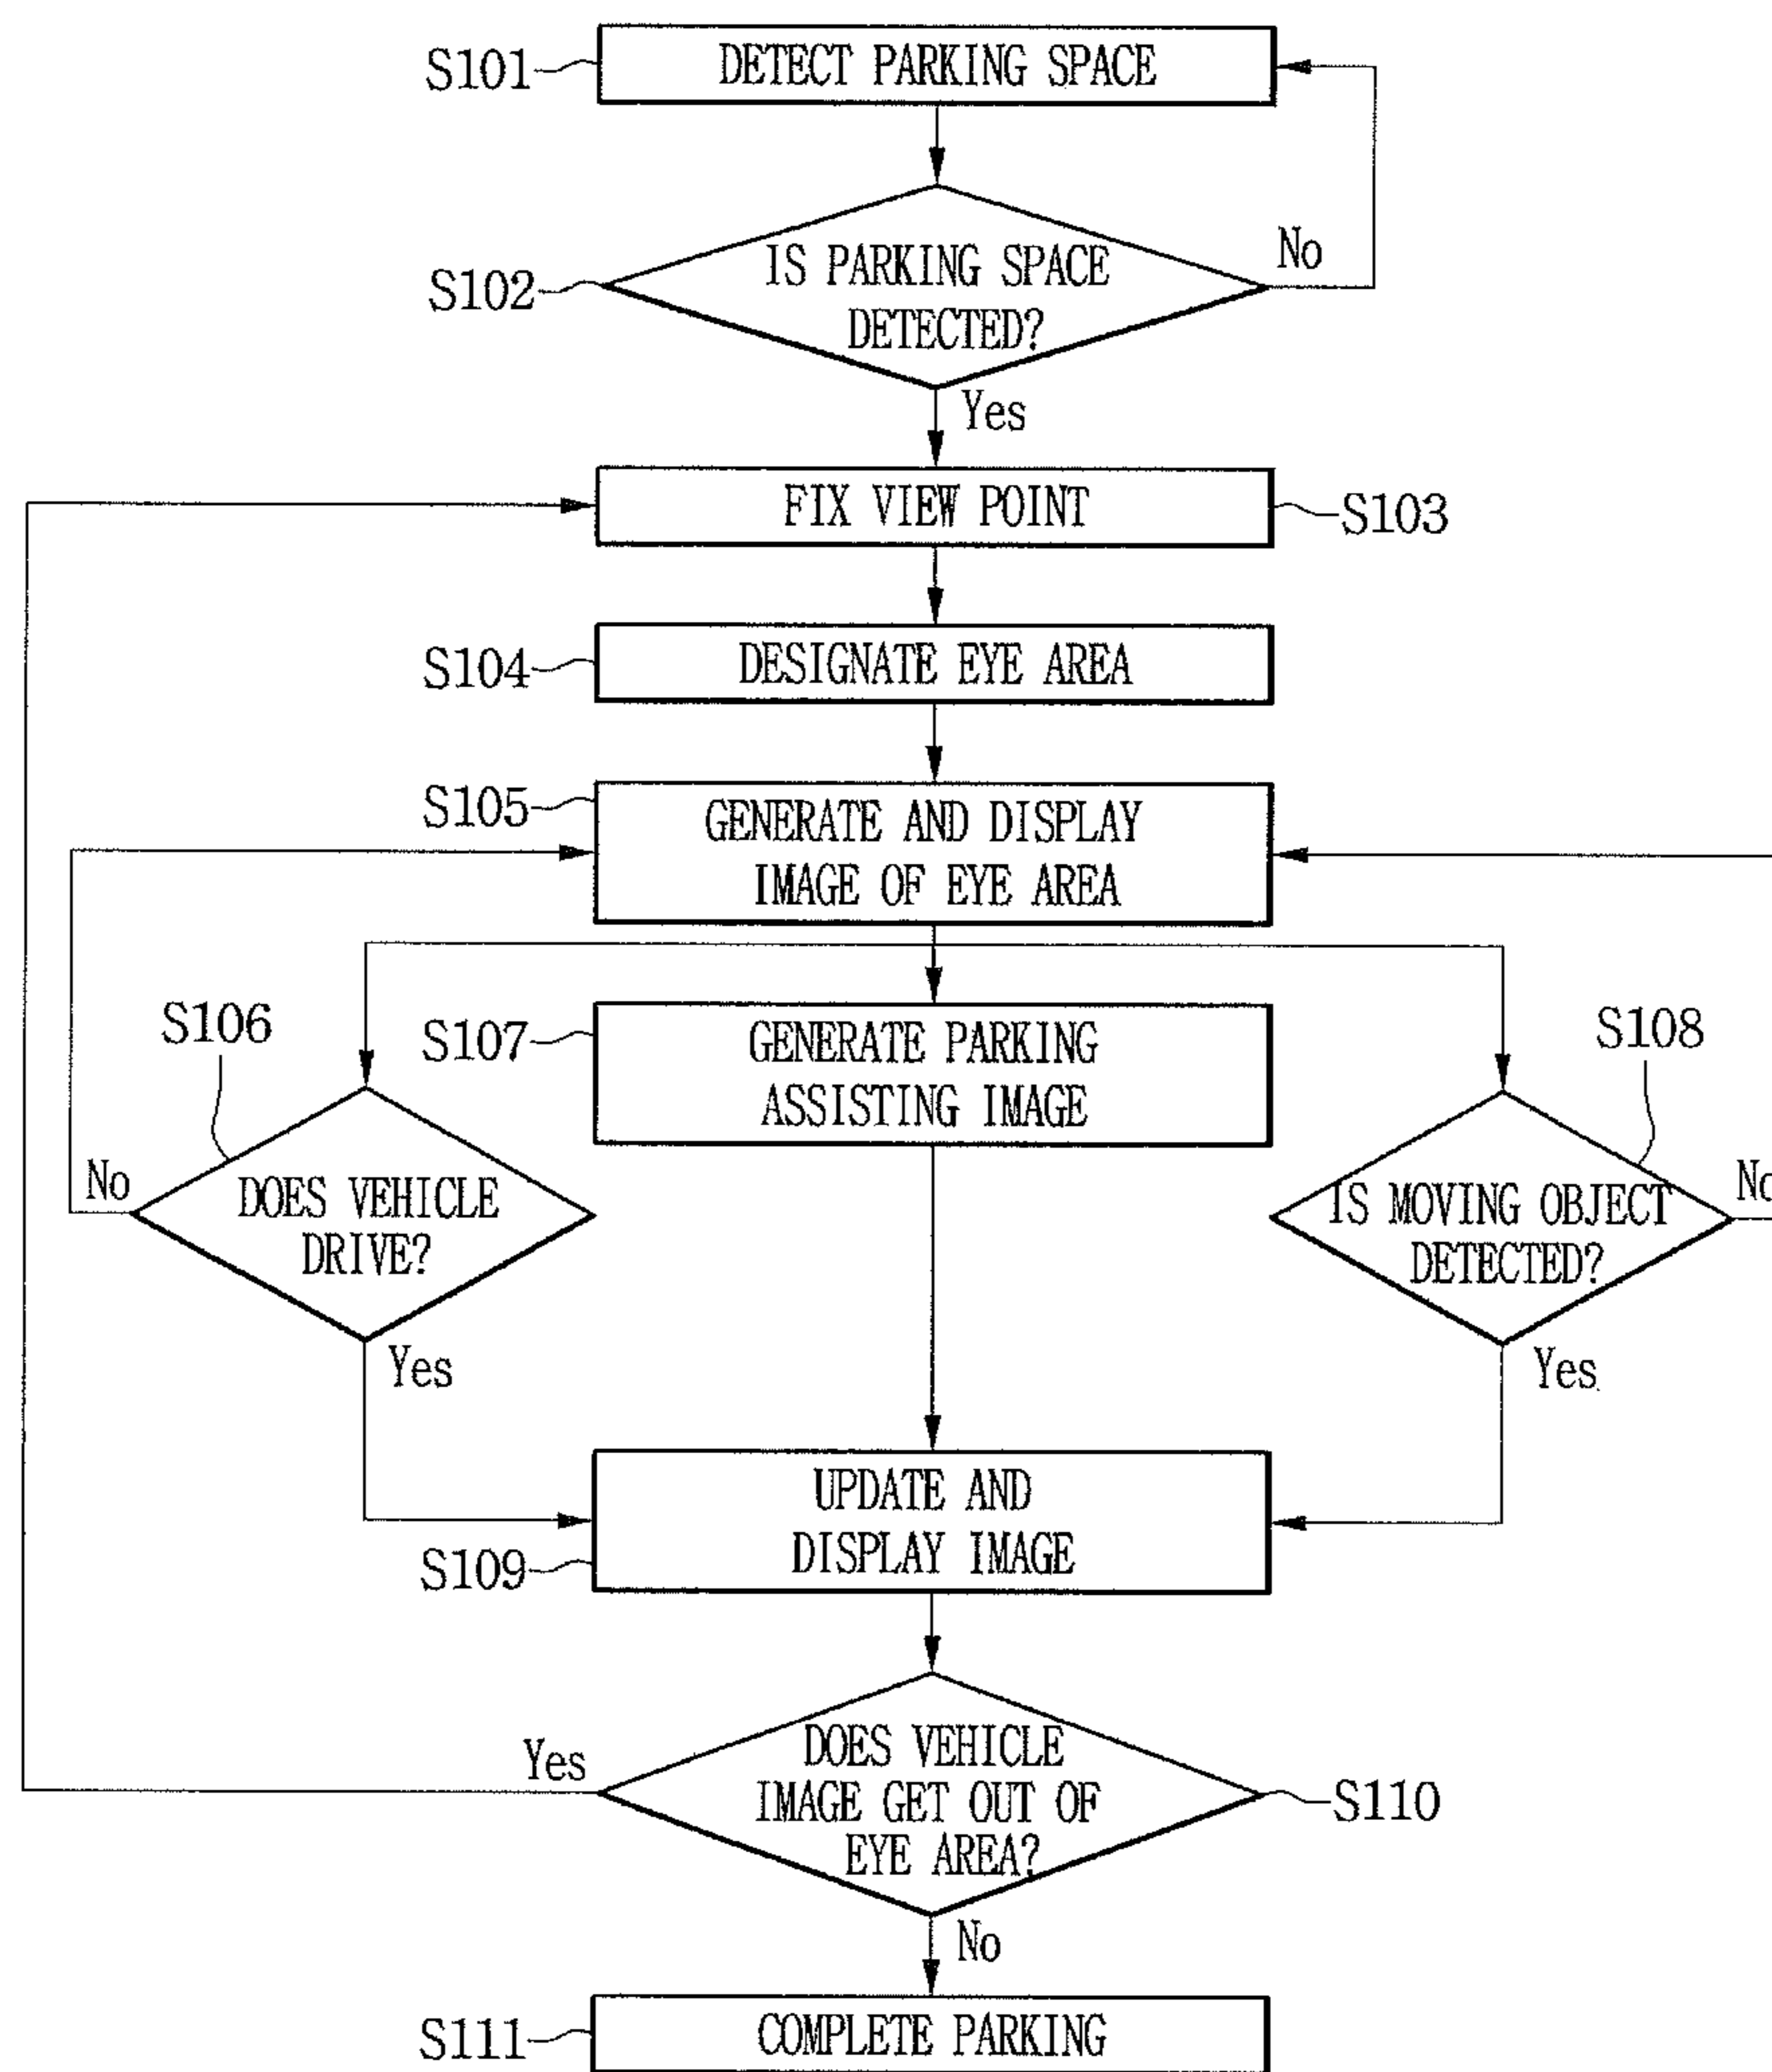 S101
DETECT PARKING SPACE
S102
IS PARKING SPACE
DETECTED?
No
Yes
FIX VIEW POINT
S103
S104
DESIGNATE EYE AREA
S105
GENERATE AND DISPLAY
IMAGE OF EYE AREA
S106
S107
GENERATE PARKING
ASSISTING IMAGE
S108
No
DOES VEHICLE
DRIVE?
Yes
IS MOVING OBJECT
DETECTED?
No
Yes
UPDATE AND
DISPLAY IMAGE
S109
Yes
DOES VEHICLE
IMAGE GET OUT OF
EYE AREA?
S110
No
S111
COMPLETE PARKING